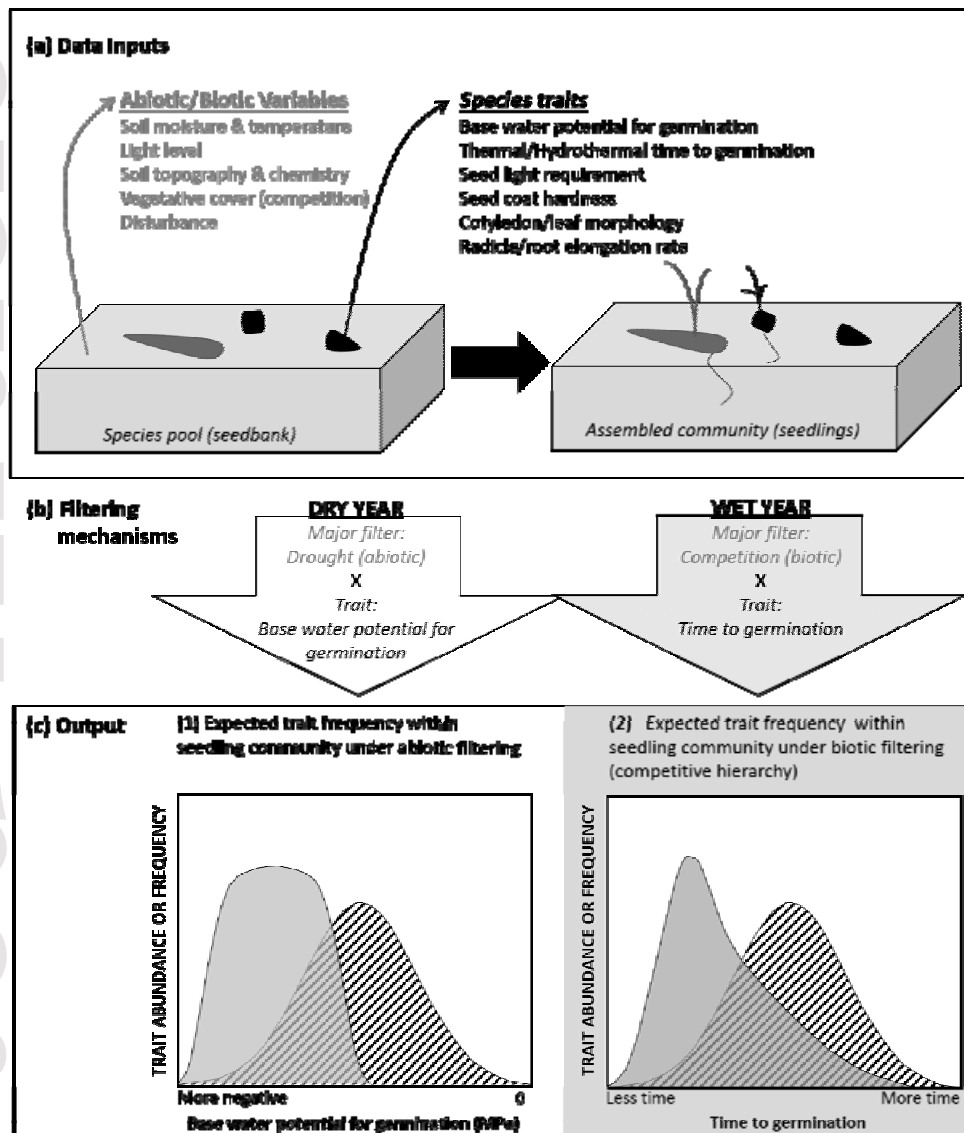 (a) Data Inputs
Abiotic/Biotic Variables
Soil moisture & temperature
Light level
Soil topography & chemistry
Vegetative cover (competition)
Disturbance
Species traits
Base water potential for germination
Thermal/Hydrothermal time to germination
Seed light requirement
Seed coat hardness
Cotyledon/leaf morphology
Radicle/root elongation rate
Species pool (seedbank)
Assembled community (seedlings)
(b) Filtering
mechanisms
DRY YEAR
Major filter:
Drought (abiotic)
X
Trait:
Base water potential for
germination
WET YEAR
Major filter:
Competition (biotic)
X
Trait:
Time to germination
(c) Output
(1) Expected trait frequency within
seedling community under abiotic filtering
TRAIT ABUNDANCE OR FREQUENCY
More negative
0
Base water potential for germination (MPa)
(2) Expected trait frequency within
seedling community under biotic filtering
(competitive hierarchy)
TRAIT ABUNDANCE OR FREQUENCY
Less time
More time
Time to germination